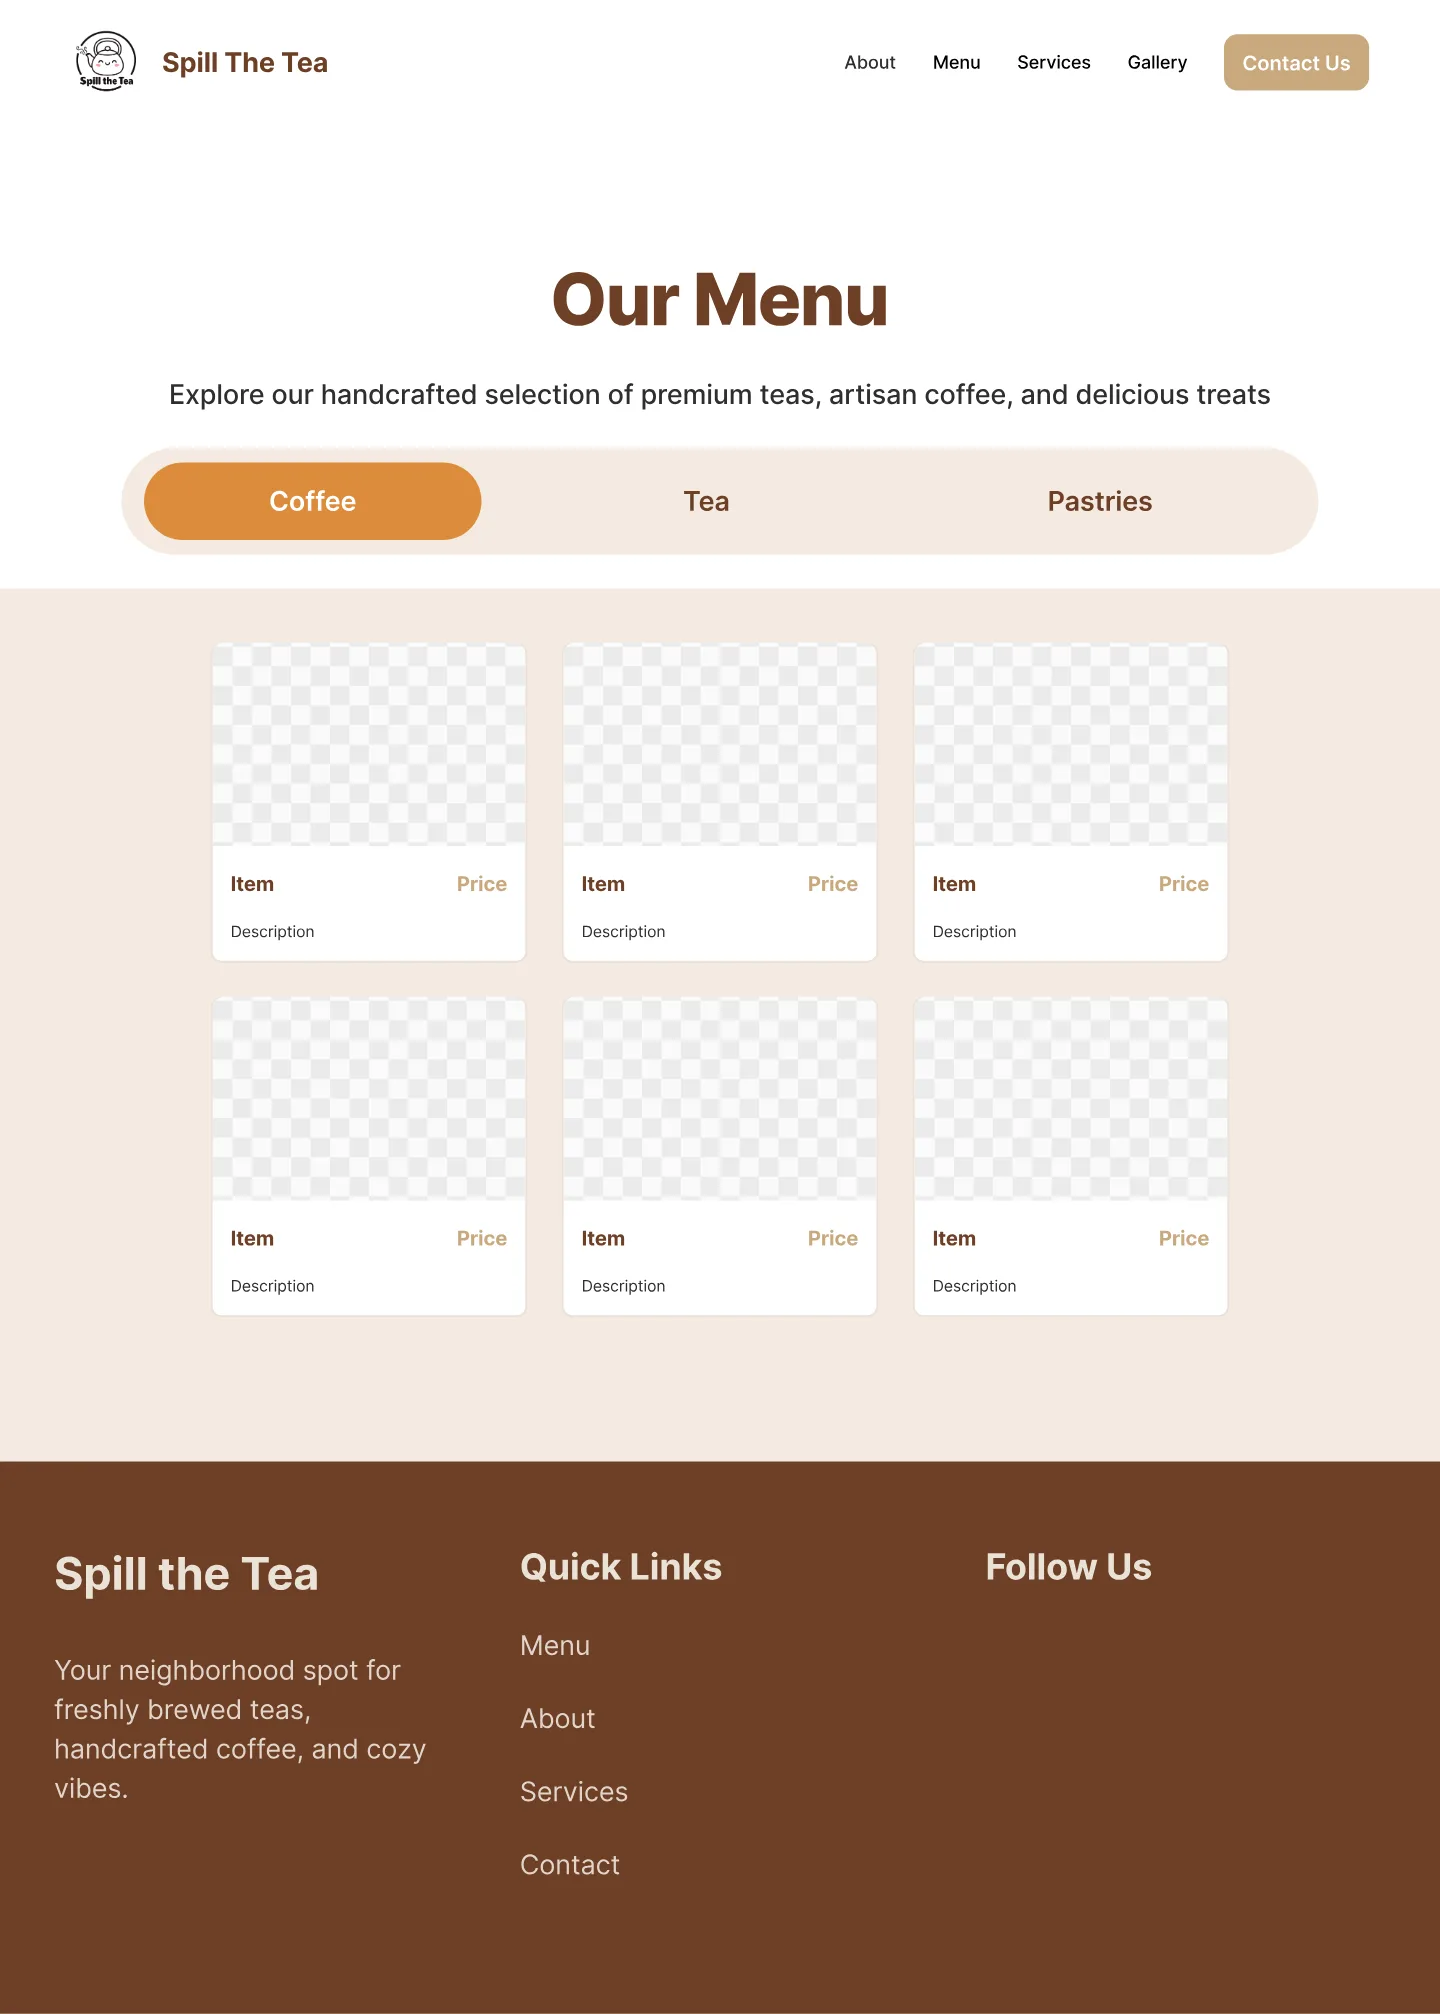 Spill the Tea
Spill The Tea
About Menu Services Gallery Contact Us
Our Menu
Explore our handcrafted selection of premium teas, artisan coffee, and delicious treats
Coffee Tea Pastries
Item Price
Description
Item Price
Description
Item Price
Description
Item Price
Description
Item Price
Description
Item Price
Description
Spill the Tea
Your neighborhood spot for
freshly brewed teas,
handcrafted coffee, and cozy
vibes.
Quick Links
Menu
About
Services
Contact
Follow Us